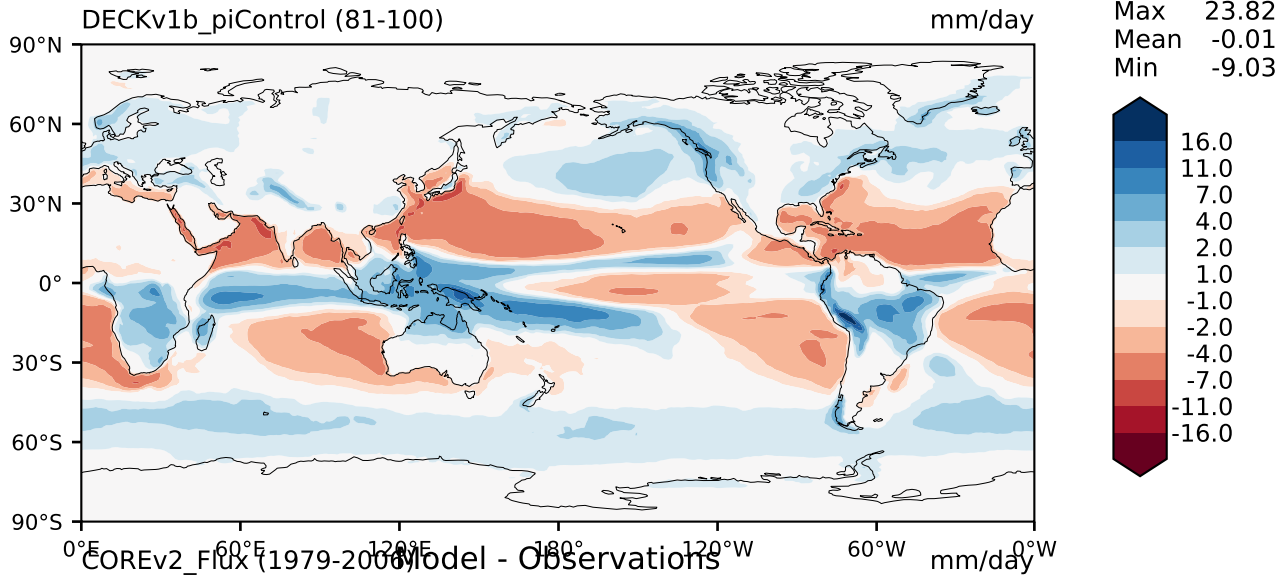 DECKv1b_piControl (81-100) mm/day
Max 23.82
Mean -0.01
Min -9.03
90°N
60°N
30°N
0°
30°S
60°S
90°S
16.0
11.0
7.0
4.0
2.0
1.0
-1.0
-2.0
-4.0
-7.0
-11.0
-16.0
0°E 60°E 120°E 180° 120°W 60°W 0°W
COREv2_Flux (1979-2006) Model - Observations mm/day